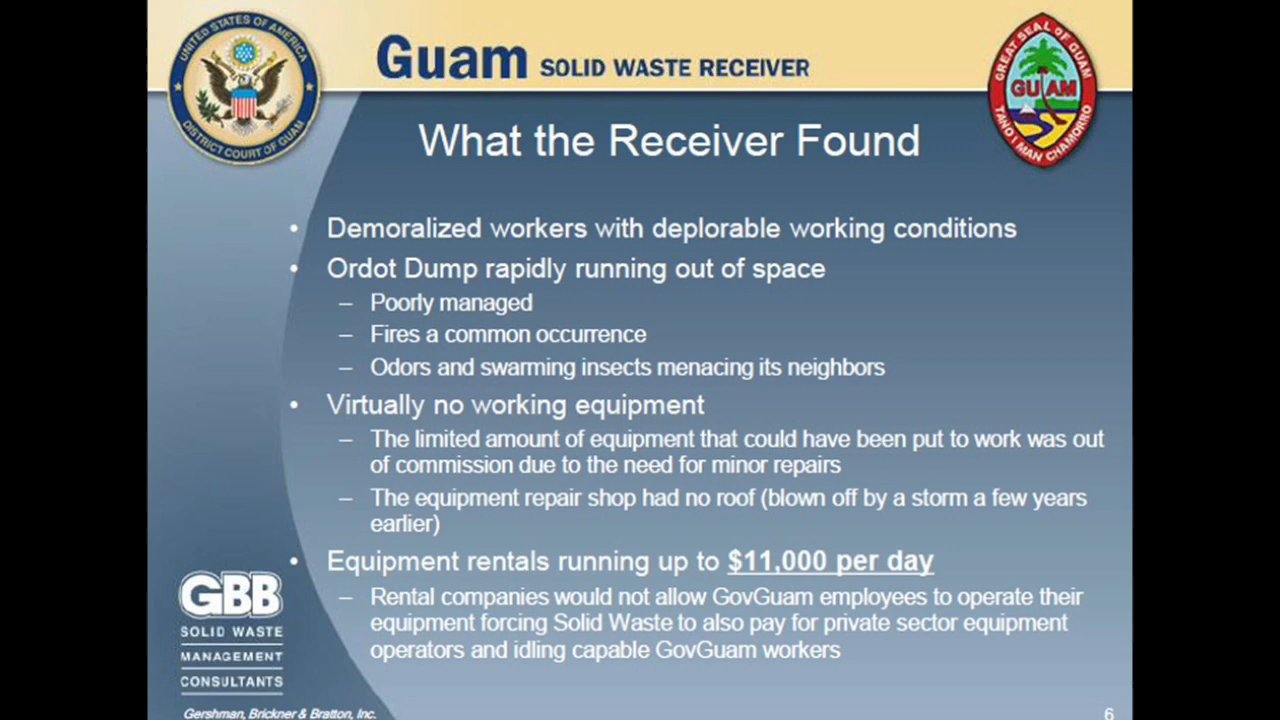 UNITED STATES OF AMERICA
DISTRICT COURT OF GUAM
Guam SOLID WASTE RECEIVER
GREAT SEAL OF GUAM
GUAM
TANO I MAN CHAMORRO
What the Receiver Found
• Demoralized workers with deplorable working conditions
• Ordot Dump rapidly running out of space
– Poorly managed
– Fires a common occurrence
– Odors and swarming insects menacing its neighbors
• Virtually no working equipment
– The limited amount of equipment that could have been put to work was out
of commission due to the need for minor repairs
– The equipment repair shop had no roof (blown off by a storm a few years
earlier)
• Equipment rentals running up to $11,000 per day
– Rental companies would not allow GovGuam employees to operate their
equipment forcing Solid Waste to also pay for private sector equipment
operators and idling capable GovGuam workers
GBB
SOLID WASTE
MANAGEMENT
CONSULTANTS
Gershman, Brickner & Bratton, Inc.
6